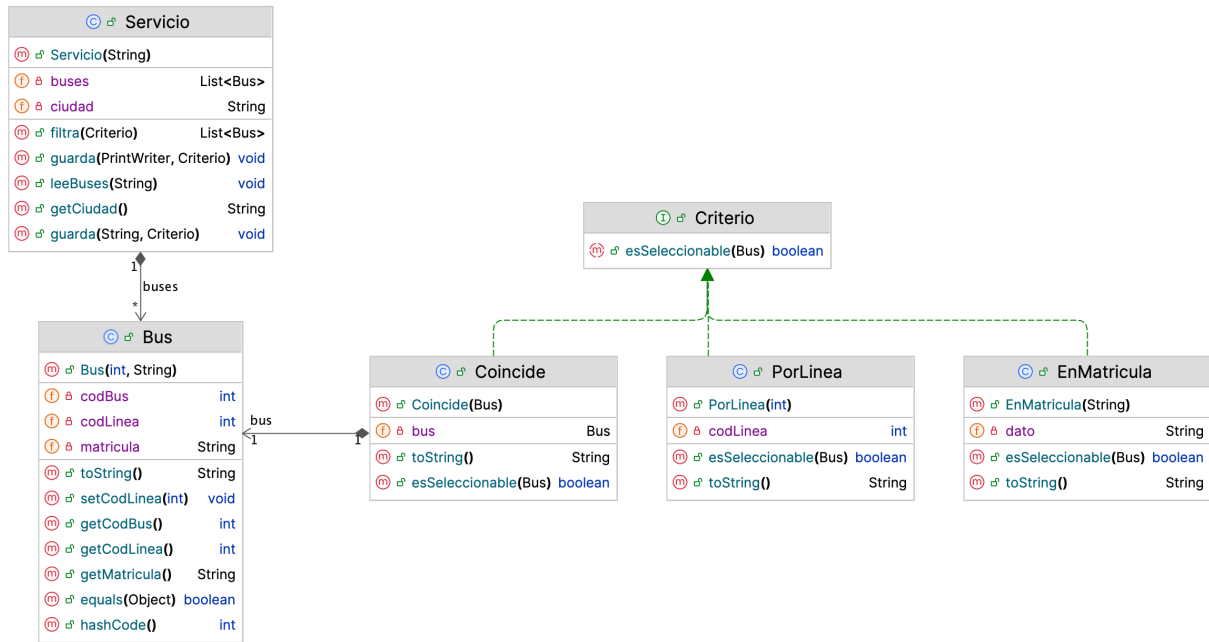 Servicio
Servicio(String)
buses List<Bus>
ciudad String
filtra(Criterio) List<Bus>
guarda(PrintWriter, Criterio) void
leeBuses(String) void
getCiudad() String
guarda(String, Criterio) void
1
buses
*
Bus
Bus(int, String)
codBus int
codLinea int
matricula String
toString() String
setCodLinea(int) void
getCodBus() int
getCodLinea() int
getMatricula() String
equals(Object) boolean
hashCode() int
bus
1
1
Criterio
esSeleccionable(Bus) boolean
Coincide
Coincide(Bus)
bus Bus
toString() String
esSeleccionable(Bus) boolean
PorLinea
PorLinea(int)
codLinea int
esSeleccionable(Bus) boolean
toString() String
EnMatricula
EnMatricula(String)
dato String
esSeleccionable(Bus) boolean
toString() String